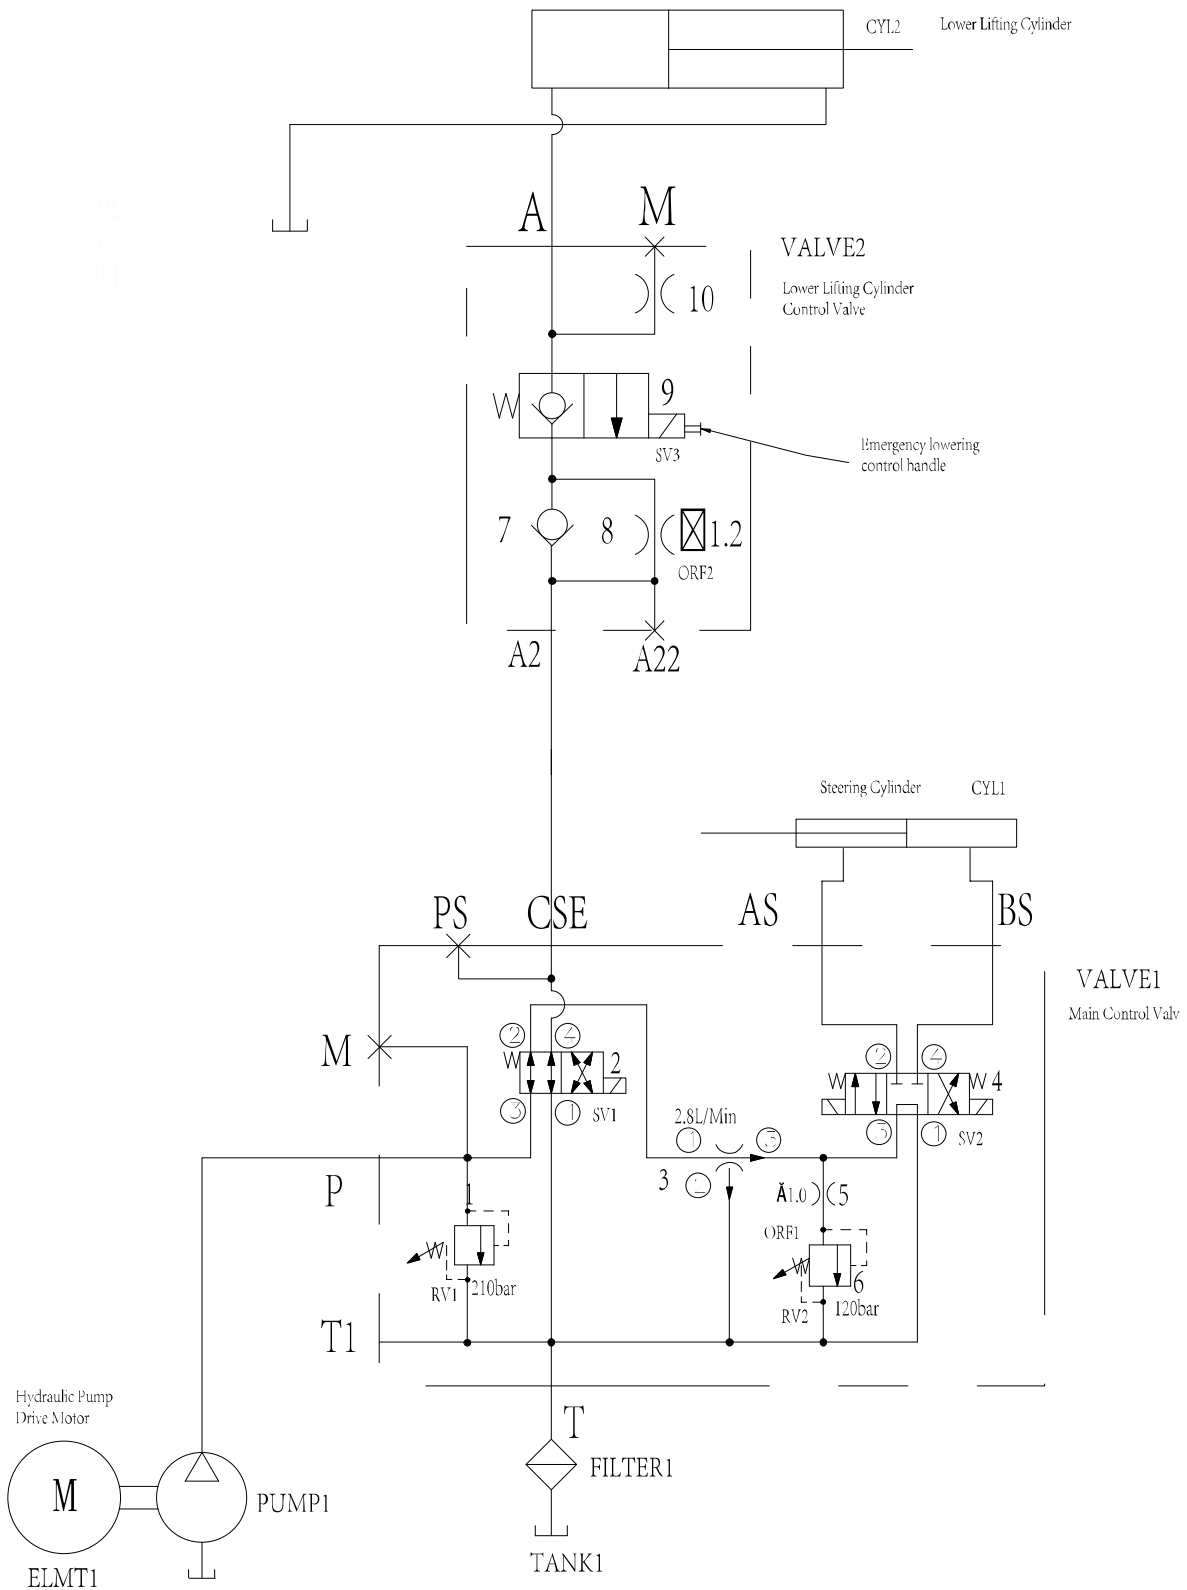 CYL2
Lower Lifting Cylinder
A
M
VALVE2
Lower Lifting Cylinder
Control Valve
10
9
SV3
Emergency lowering
control handle
7
8
1.2
ORF2
A2
A22
Steering Cylinder
CYL1
PS
CSE
AS
BS
VALVE1
Main Control Valv
M
2
4
2
3
1
SV1
2
4
4
3
1
SV2
2.8L/Min
1
3
3
2
P
1
Ă1.0
5
ORF1
RV1
210bar
6
RV2
120bar
T1
T
Hydraulic Pump
Drive Motor
M
FILTER1
PUMP1
TANK1
ELMT1